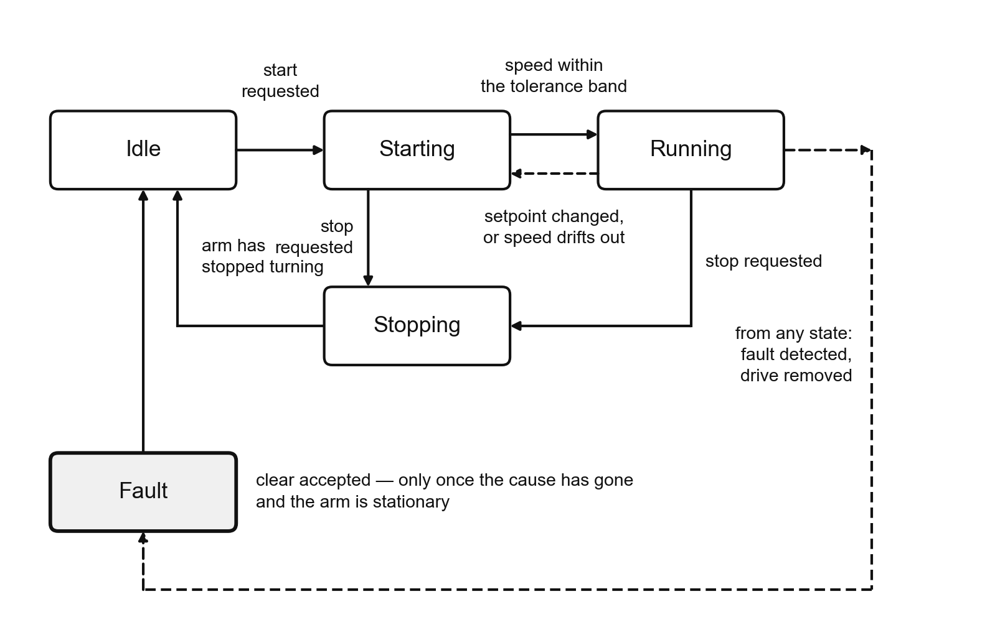 start
requested
speed within
the tolerance band
Idle
Starting
Running
setpoint changed,
or speed drifts out
stop
requested
arm has
stopped turning
stop requested
Stopping
from any state:
fault detected,
drive removed
Fault
clear accepted — only once the cause has gone
and the arm is stationary